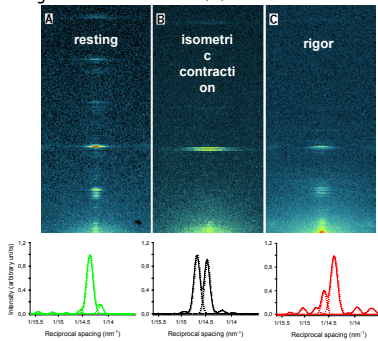 A
resting
B
isometri
c
contracti
on
C
rigor
Intensity (arbitrary units)
1,2
1,0
0,8
0,6
0,4
0,2
0,0
1/15.5 1/15 1/14.5 1/14
Reciprocal spacing (nm⁻¹)
1,2
1,0
0,8
0,6
0,4
0,2
0,0
1/15.5 1/15 1/14.5 1/14
Reciprocal spacing (nm⁻¹)
1,2
1,0
0,8
0,6
0,4
0,2
0,0
1/15.5 1/15 1/14.5 1/14
Reciprocal spacing (nm⁻¹)